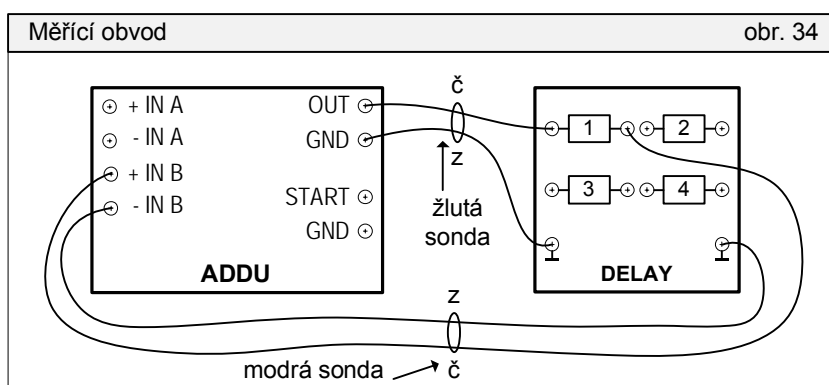 Měřící obvod obr. 34
č
+ IN A OUT
1 2
- IN A GND
z
+ IN B
START 3 4
- IN B žlutá
GND sonda
ADDU DELAY
z
modrá sonda č